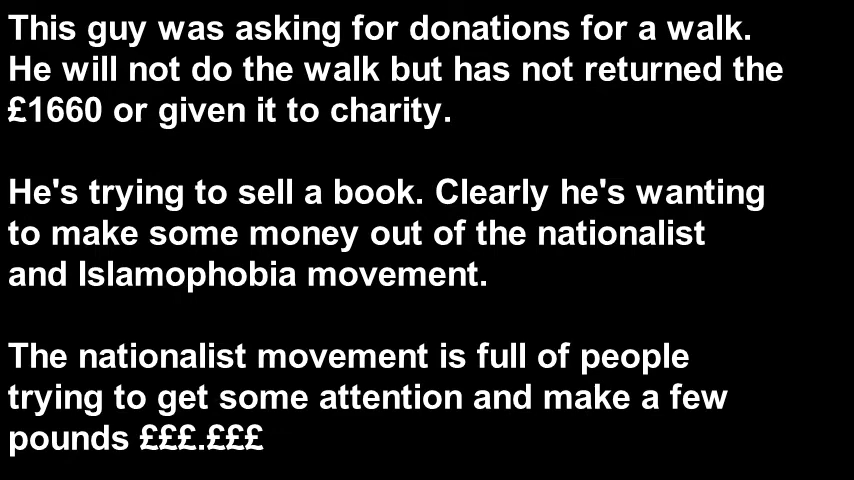 This guy was asking for donations for a walk.
He will not do the walk but has not returned the
£1660 or given it to charity.
He's trying to sell a book. Clearly he's wanting
to make some money out of the nationalist
and Islamophobia movement.
The nationalist movement is full of people
trying to get some attention and make a few
pounds £££.£££